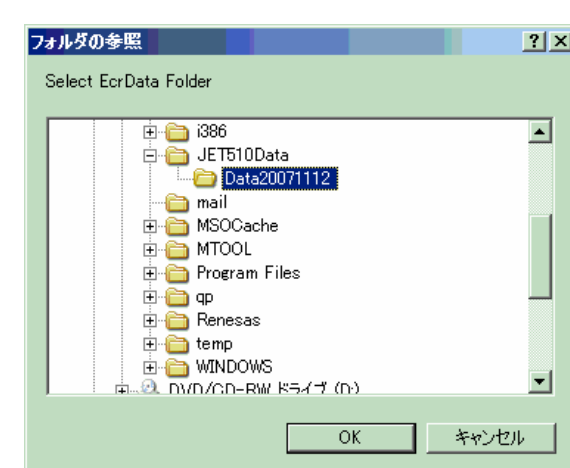 フォルダの参照
Select EcrData Folder
i386
JET510Data
Data20071112
mail
MSOCache
MTOOL
Program Files
qp
Renesas
temp
WINDOWS
DVD/CD-RW ドライブ (D:)
OK
キャンセル